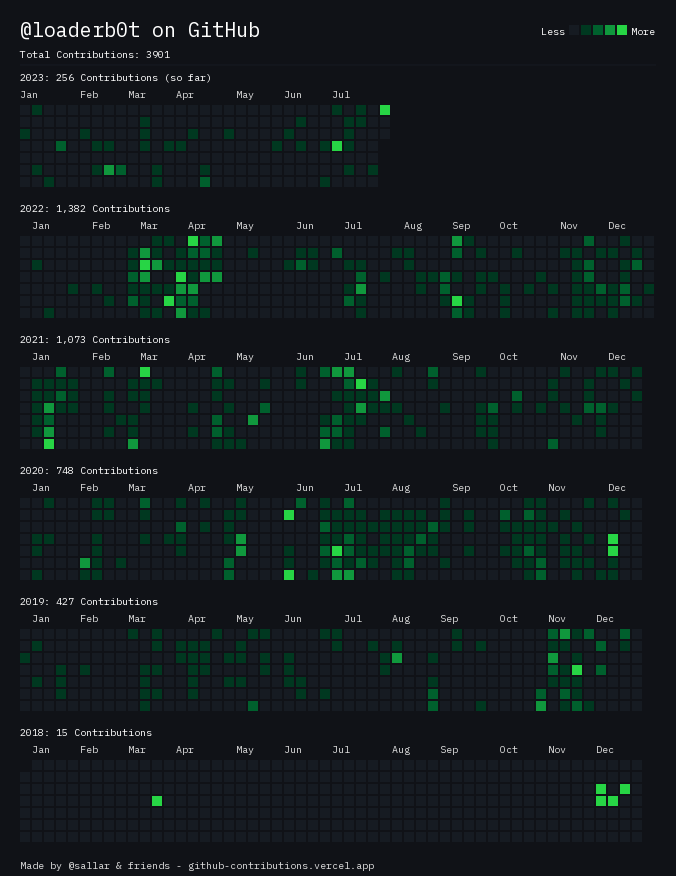 @loaderb0t on GitHub
Less More
Total Contributions: 3901
2023: 256 Contributions (so far)
Jan Feb Mar Apr May Jun Jul
2022: 1,382 Contributions
Jan Feb Mar Apr May Jun Jul Aug Sep Oct Nov Dec
2021: 1,073 Contributions
Jan Feb Mar Apr May Jun Jul Aug Sep Oct Nov Dec
2020: 748 Contributions
Jan Feb Mar Apr May Jun Jul Aug Sep Oct Nov Dec
2019: 427 Contributions
Jan Feb Mar Apr May Jun Jul Aug Sep Oct Nov Dec
2018: 15 Contributions
Jan Feb Mar Apr May Jun Jul Aug Sep Oct Nov Dec
Made by @sallar & friends - github-contributions.vercel.app